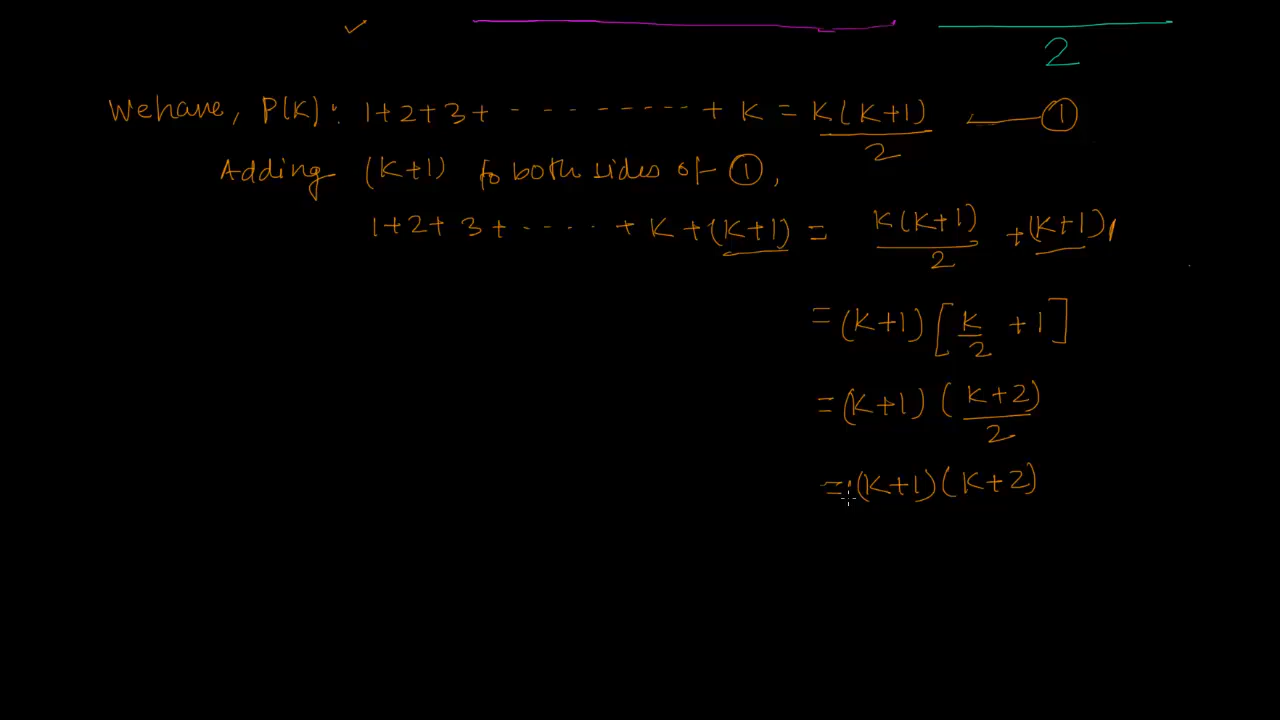 2
We have, P(K): 1+2+3+ ---------- + K = K(K+1)/2 —— ①
Adding (K+1) to both sides of ①,
1+2+3+ ..... + K+(K+1) = K(K+1)/2 +(K+1)
=(K+1)[K/2 +1]
=(K+1)(K+2)/2
=(K+1)(K+2)